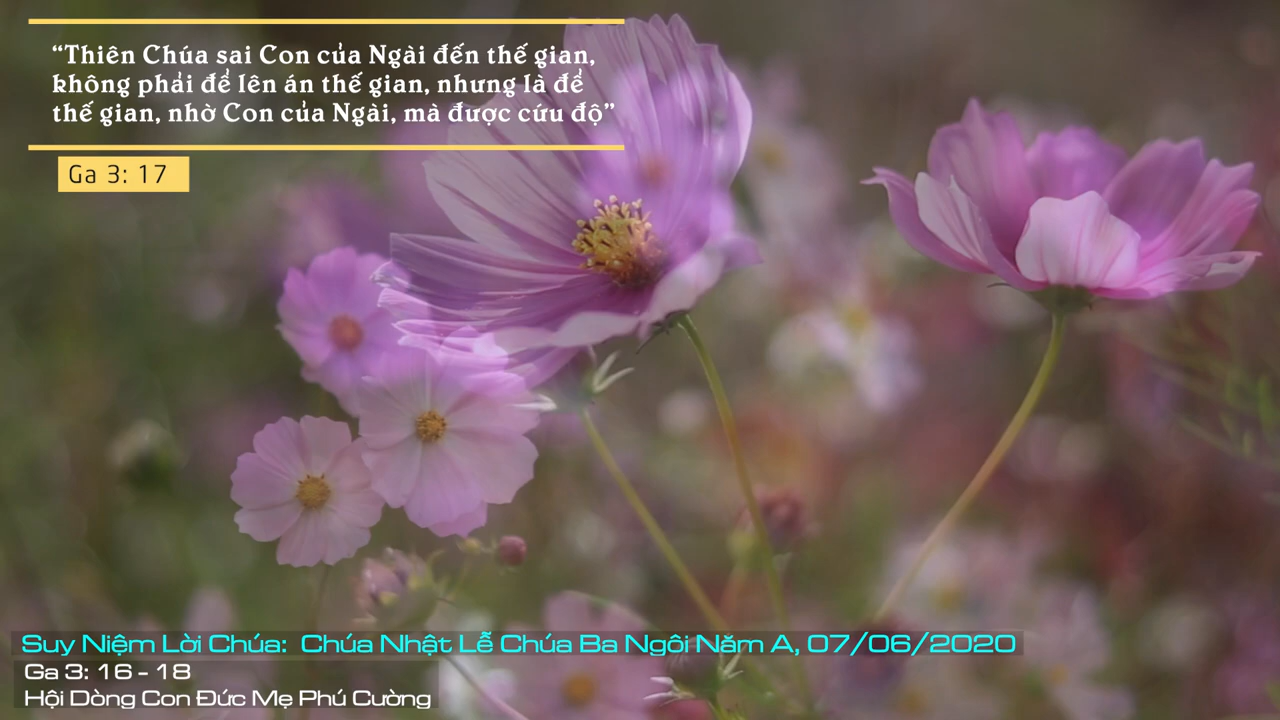 “Thiên Chúa sai Con của Ngài đến thế gian,
không phải để lên án thế gian, nhưng là để
thế gian, nhờ Con của Ngài, mà được cứu độ”
Ga 3: 17
Suy Niệm Lời Chúa: Chúa Nhật Lễ Chúa Ba Ngôi Năm A, 07/06/2020
Ga 3: 16 - 18
Hội Dòng Con Đức Mẹ Phú Cường